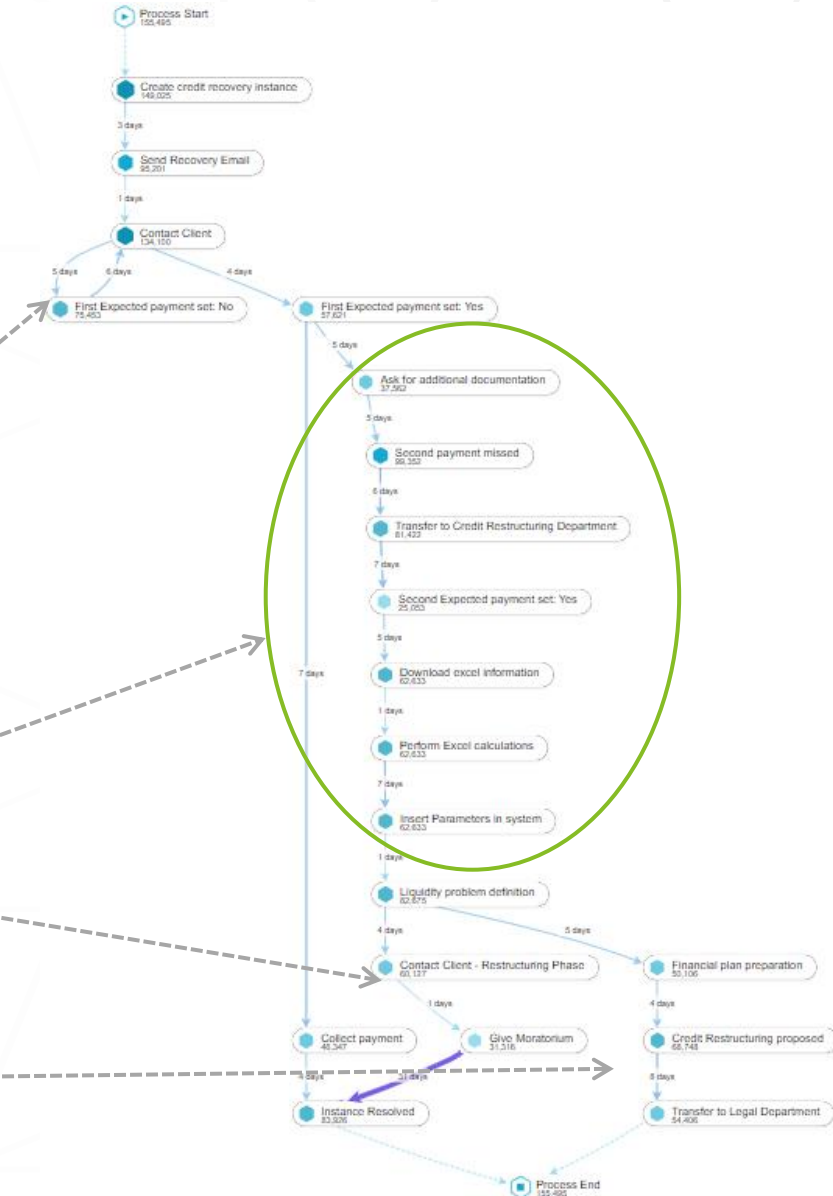 Process Start
155,495
Create credit recovery instance
149,025
3 days
Send Recovery Email
95,201
1 days
Contact Client
134,100
5 days
6 days
4 days
First Expected payment set: No
75,453
First Expected payment set: Yes
57,621
5 days
Ask for additional documentation
37,562
5 days
Second payment missed
99,352
6 days
Transfer to Credit Restructuring Department
81,422
7 days
Second Expected payment set: Yes
25,053
5 days
7 days
Download excel information
62,633
1 days
Perform Excel calculations
62,633
7 days
Insert Parameters in system
62,633
1 days
Liquidity problem definition
82,675
4 days
5 days
Contact Client - Restructuring Phase
60,127
Financial plan preparation
50,106
1 days
4 days
Collect payment
48,347
Give Moratorium
31,316
Credit Restructuring proposed
68,748
4 days
31 days
8 days
Instance Resolved
83,926
Transfer to Legal Department
54,406
Process End
155,495